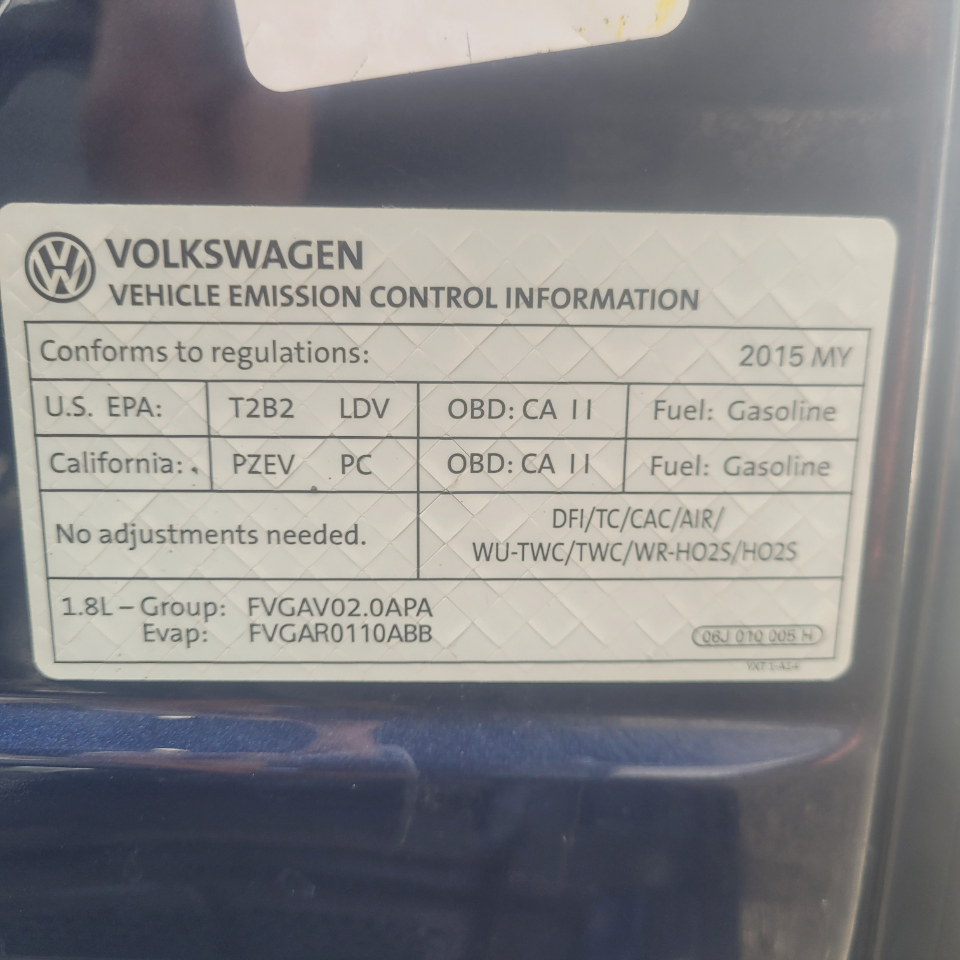 VOLKSWAGEN
VEHICLE EMISSION CONTROL INFORMATION
Conforms to regulations: 2015 MY
U.S. EPA: T2B2 LDV OBD: CA II Fuel: Gasoline
California: PZEV PC OBD: CA II Fuel: Gasoline
No adjustments needed.
DFI/TC/CAC/AIR/
WU-TWC/TWC/WR-HO2S/HO2S
1.8L – Group: FVGAV02.0APA
Evap: FVGAR0110ABB
06J 010 005 H